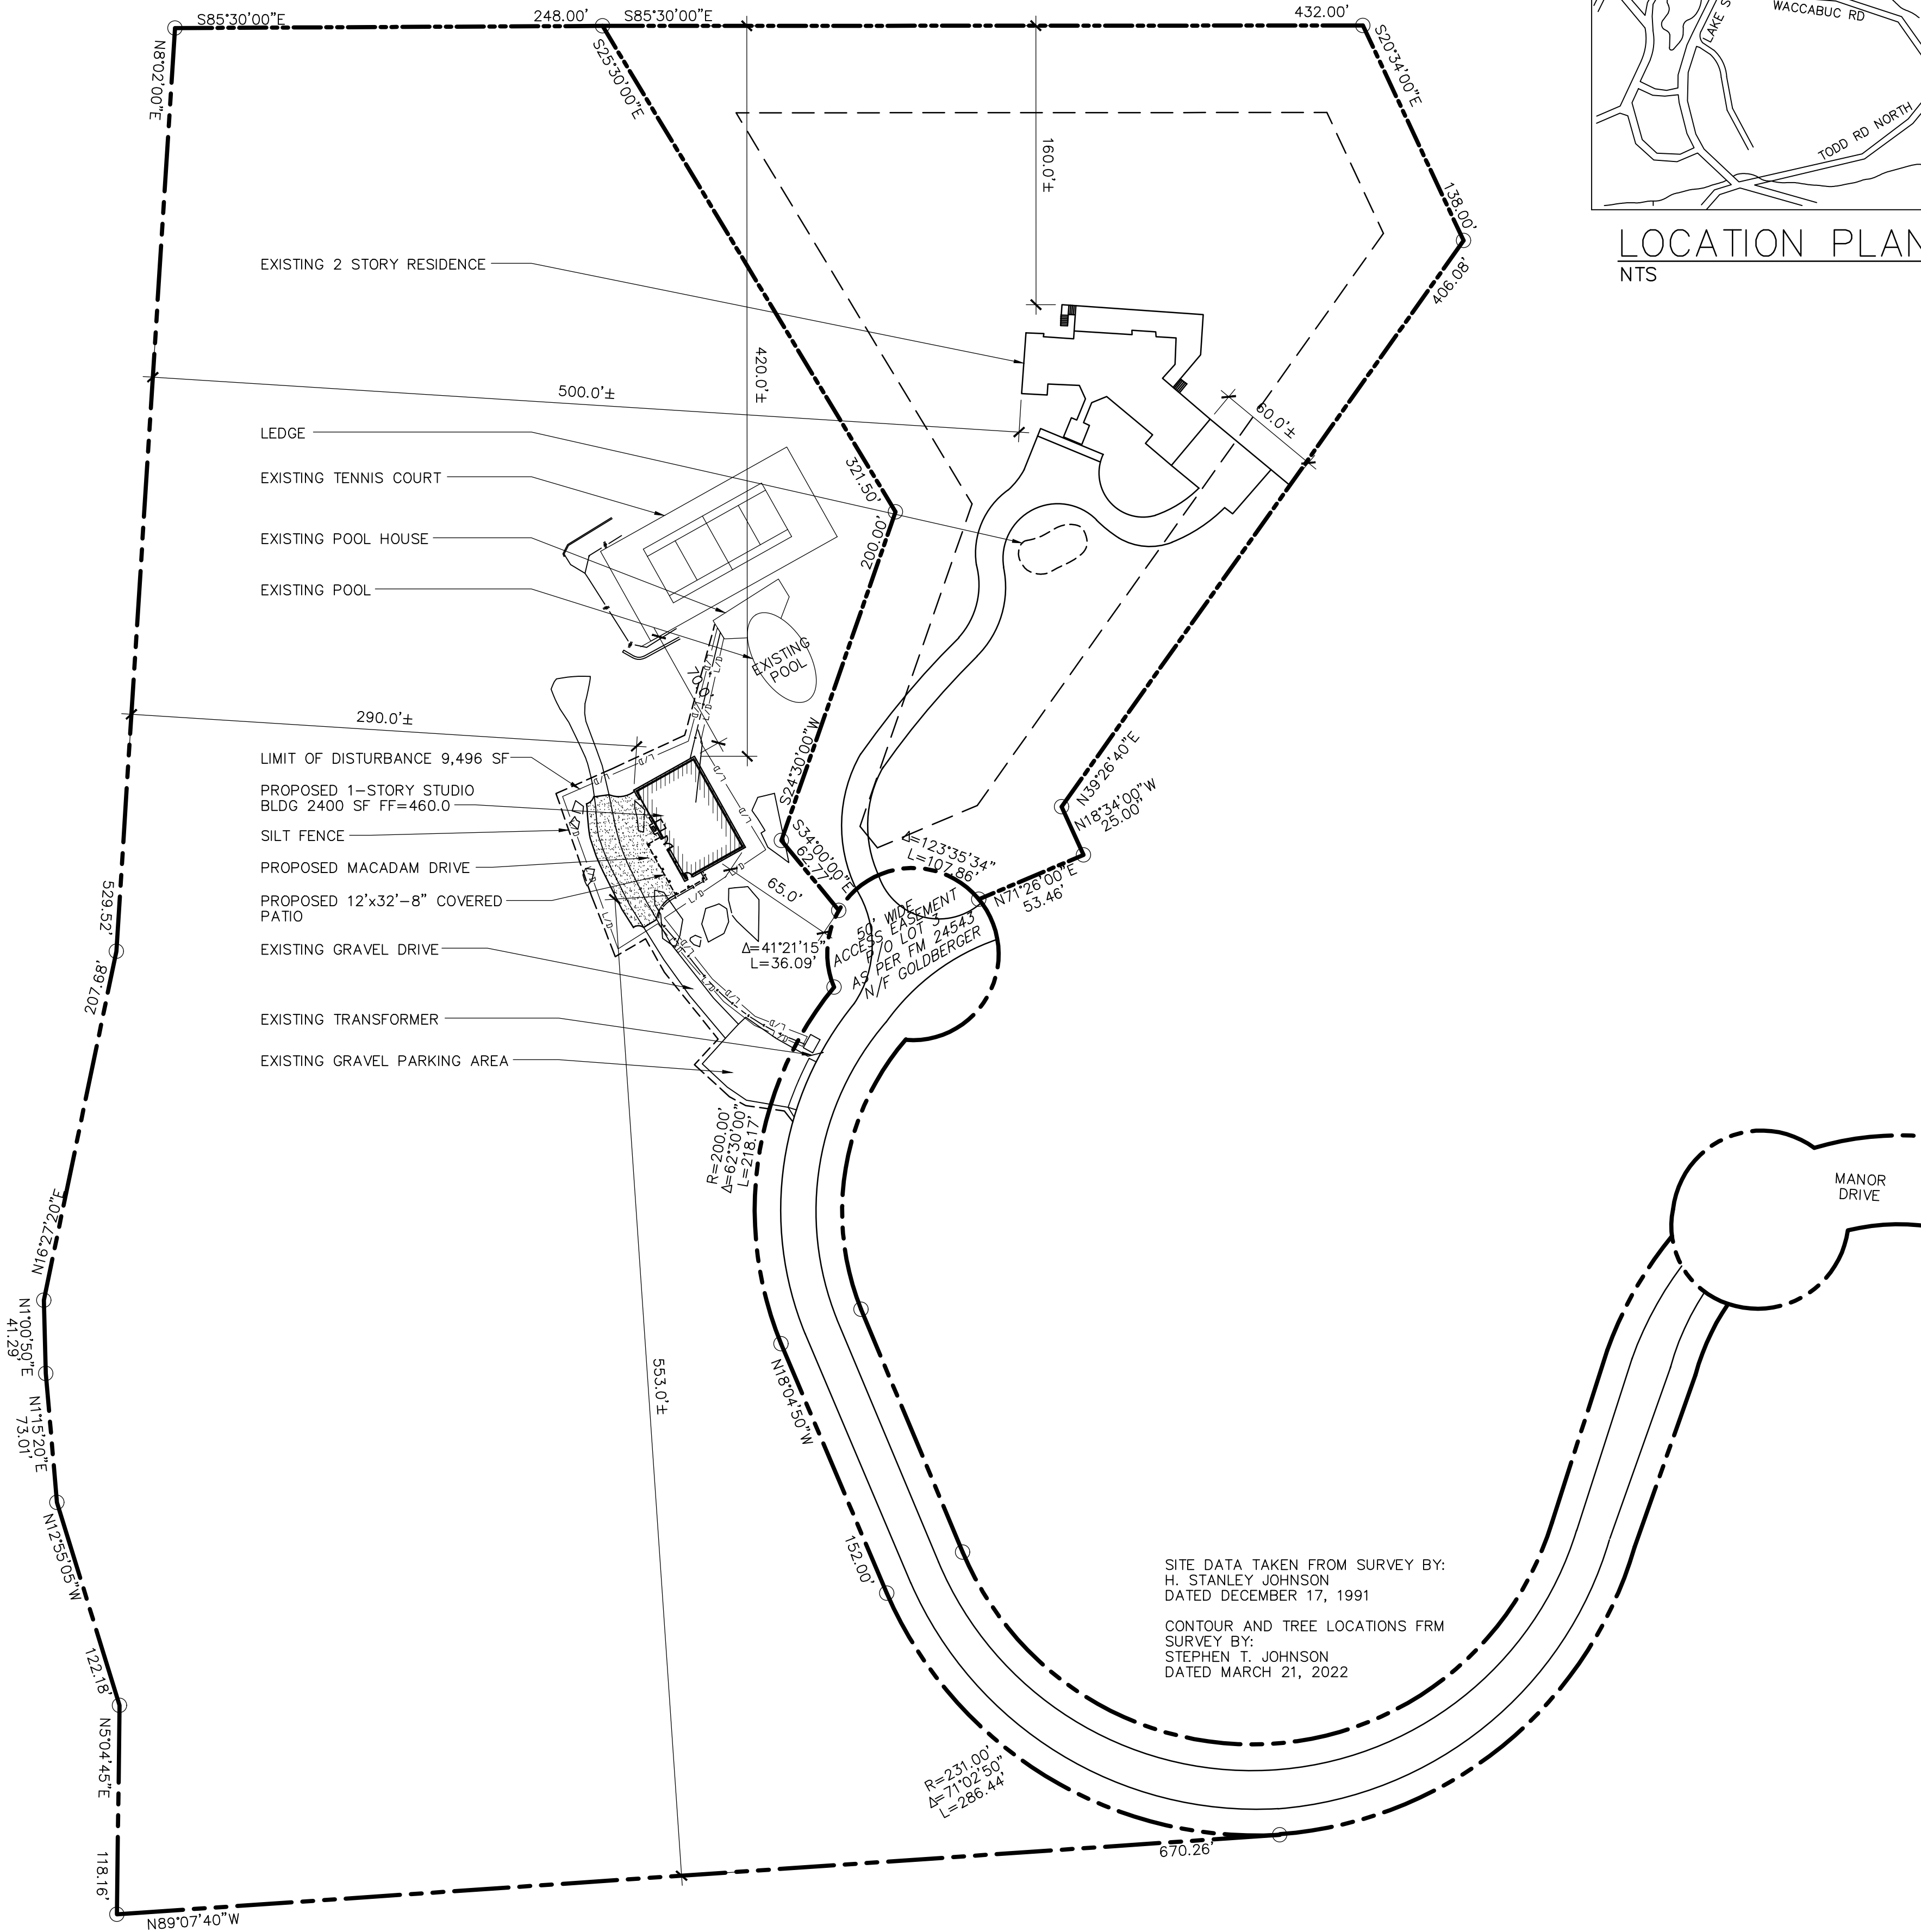 S85°30'00"E
248.00'
S85°30'00"E
432.00'
N8°02'00"E
S25°30'00"E
S20°34'00"E
138.00'
406.08'
WACCABUC RD
LAKE S
TODD RD NORTH
LOCATION PLAN
NTS
160.0'±
420.0'±
EXISTING 2 STORY RESIDENCE
500.0'±
60.0'±
LEDGE
EXISTING TENNIS COURT
EXISTING POOL HOUSE
EXISTING POOL
321.50'
200.00'
EXISTING
POOL
70.0'
290.0'±
LIMIT OF DISTURBANCE 9,496 SF
PROPOSED 1-STORY STUDIO
BLDG 2400 SF FF=460.0
SILT FENCE
PROPOSED MACADAM DRIVE
PROPOSED 12'x32'-8" COVERED
PATIO
EXISTING GRAVEL DRIVE
EXISTING TRANSFORMER
EXISTING GRAVEL PARKING AREA
S24°30'00"W
S34°00'00"E
62.77'
65.0'
Δ=41°21'15"
L=36.09'
Δ=123°35'34"
L=107.86'
N39°26'40"E
N18°34'00"W
25.00'
N71°26'00"E
53.46'
50' WIDE
ACCESS EASEMENT
P/O LOT 3
AS PER FM 24543
N/F GOLDBERGER
529.52'
207.68'
R=200.00'
Δ=62°30'00"
L=218.17'
MANOR
DRIVE
N16°27'20"E
N1°00'50"E
41.29'
N1°15'20"E
73.01'
553.0'±
N18°04'50"W
152.00'
N12°55'05"W
122.18'
N5°04'45"E
118.16'
SITE DATA TAKEN FROM SURVEY BY:
H. STANLEY JOHNSON
DATED DECEMBER 17, 1991
CONTOUR AND TREE LOCATIONS FRM
SURVEY BY:
STEPHEN T. JOHNSON
DATED MARCH 21, 2022
R=231.00'
Δ=71°02'50"
L=286.44'
670.26'
N89°07'40"W